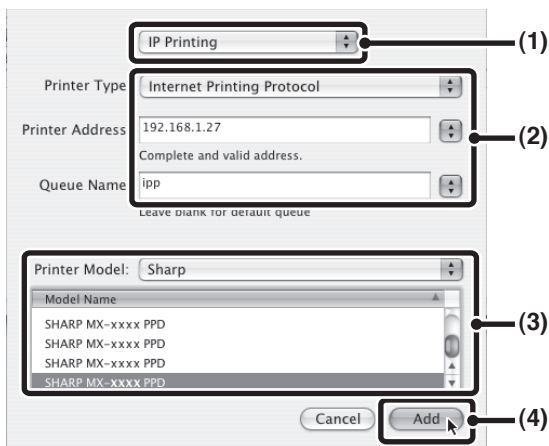 IP Printing
(1)
Printer Type Internet Printing Protocol
Printer Address 192.168.1.27
(2)
Complete and valid address.
Queue Name ipp
Leave blank for default queue
Printer Model: Sharp
Model Name
SHARP MX-xxxx PPD
(3)
SHARP MX-xxxx PPD
SHARP MX-xxxx PPD
SHARP MX-xxxx PPD
Cancel Add
(4)